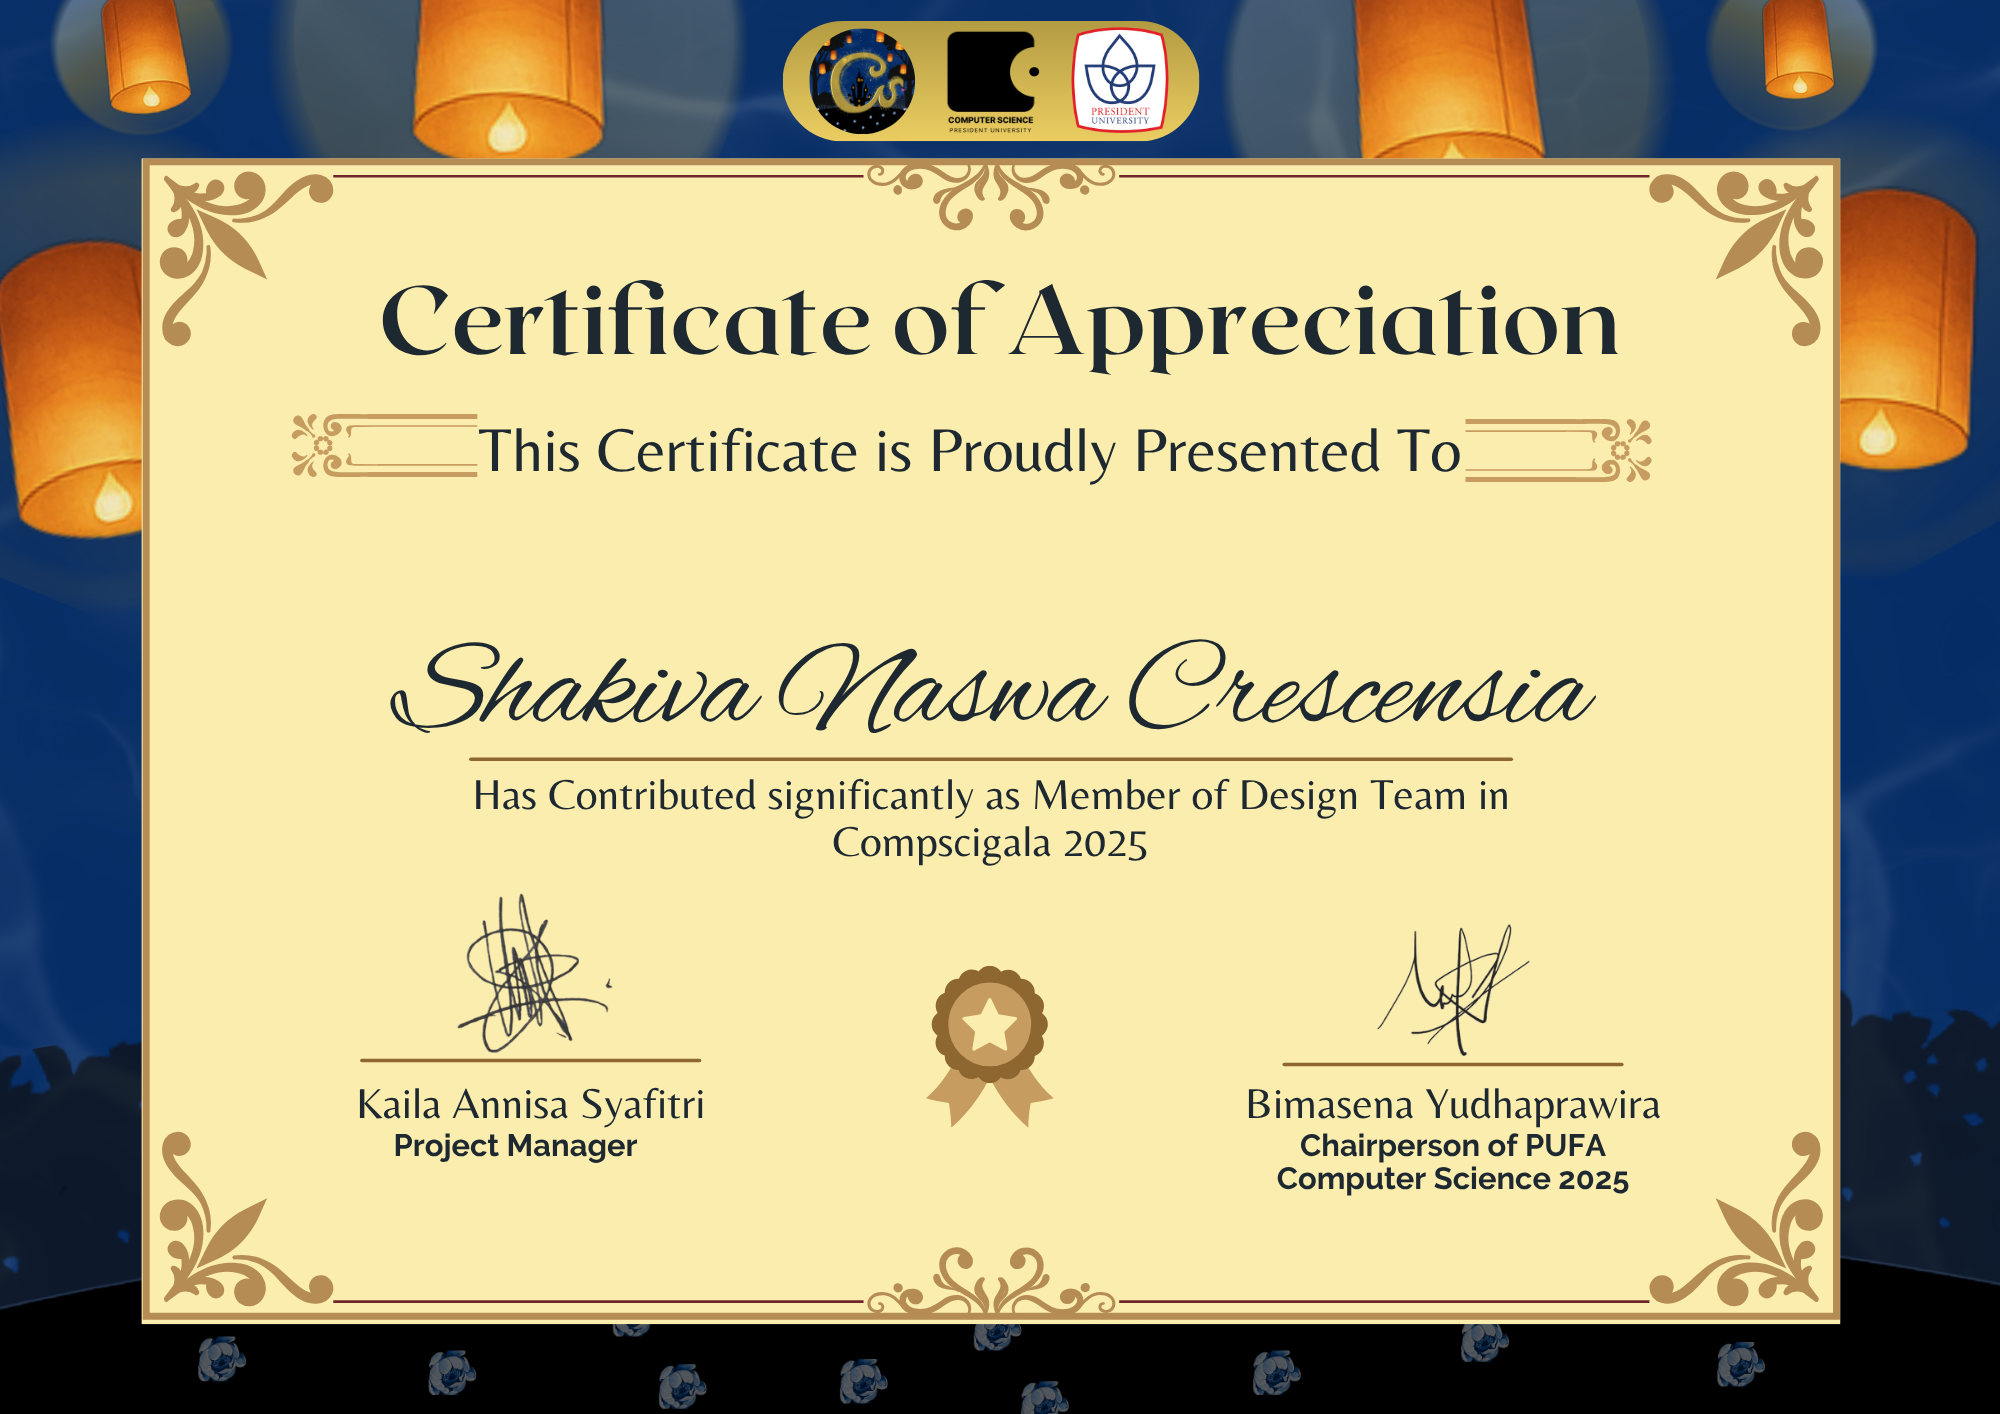 Cs
COMPUTER SCIENCE
PRESIDENT UNIVERSITY
PRESIDENT
UNIVERSITY
Certificate of Appreciation
This Certificate is Proudly Presented To
Shakiva Naswa Crescensia
Has Contributed significantly as Member of Design Team in
Compscigala 2025
Kaila Annisa Syafitri
Project Manager
Bimasena Yudhaprawira
Chairperson of PUFA
Computer Science 2025